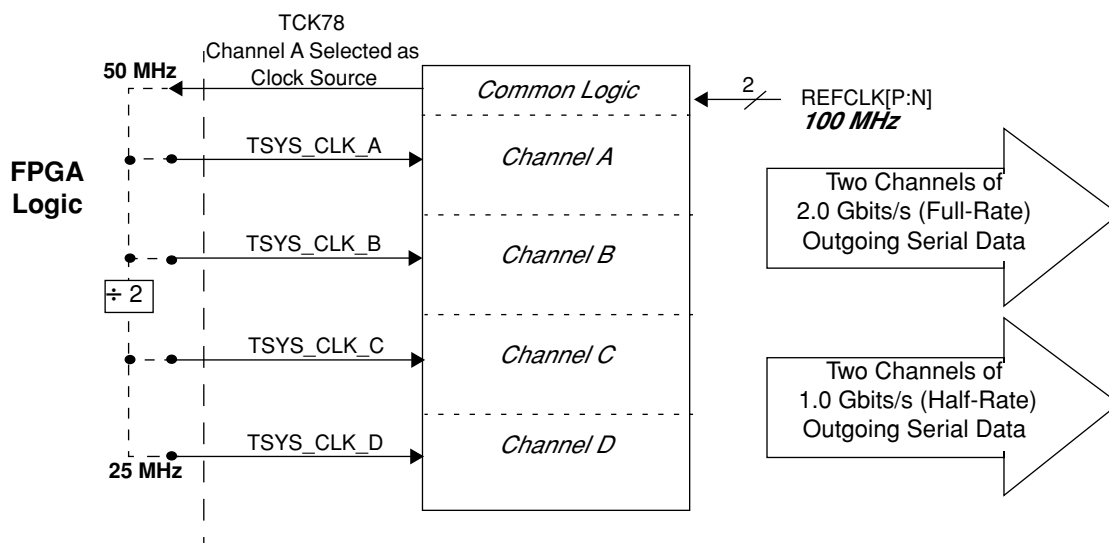 TCK78
Channel A Selected as
Clock Source
50 MHz
Common Logic
2
REFCLK[P:N]
100 MHz
TSYS_CLK_A
Channel A
FPGA
Logic
Two Channels of
2.0 Gbits/s (Full-Rate)
Outgoing Serial Data
TSYS_CLK_B
Channel B
÷ 2
TSYS_CLK_C
Channel C
Two Channels of
1.0 Gbits/s (Half-Rate)
Outgoing Serial Data
TSYS_CLK_D
Channel D
25 MHz